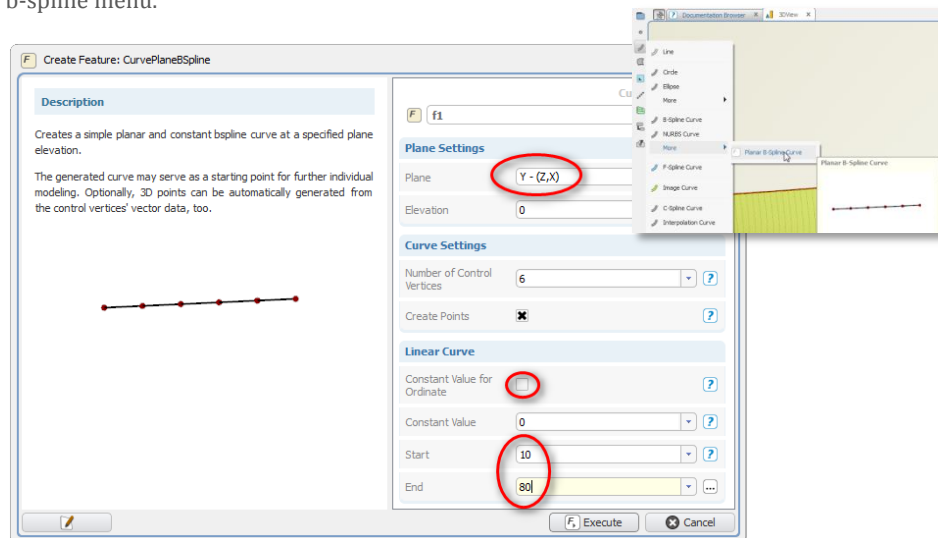 b-spline menu.
Create Feature: CurvePlaneBSpline
Description
Creates a simple planar and constant bspline curve at a specified plane
elevation.
The generated curve may serve as a starting point for further individual
modeling. Optionally, 3D points can be automatically generated from
the control vertices' vector data, too.
F f1
Plane Settings
Plane Y - (Z,X)
Elevation 0
Curve Settings
Number of Control
Vertices 6 ?
Create Points ?
Linear Curve
Constant Value for
Ordinate ?
Constant Value 0 ?
Start 10 ?
End 80 ...
Execute Cancel
Documentation Browser 3DView
Line
Circle
Ellipse
More
B-Spline Curve
NURBS Curve
More
Planar B-Spline Curve
Planar B-Spline Curve
F-Spline Curve
Image Curve
C-Spline Curve
Interpolation Curve